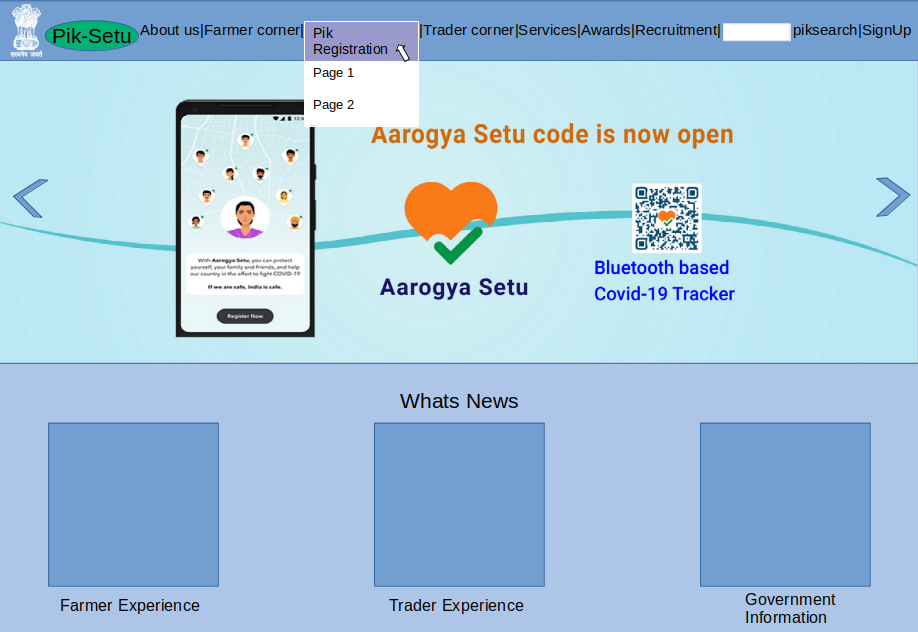 सत्यमेव जयते
Pik-Setu
About us|Farmer corner|
Pik
Registration
|Trader corner|Services|Awards|Recruitment|
piksearch|SignUp
Page 1
Page 2
Aarogya Setu code is now open
With Aarogya Setu, you can protect
yourself, your family and friends, and help
our country in the effort to fight COVID-19
If we are safe, India is safe.
Register Now
Aarogya Setu
Bluetooth based
Covid-19 Tracker
Whats News
Farmer Experience
Trader Experience
Government
Information